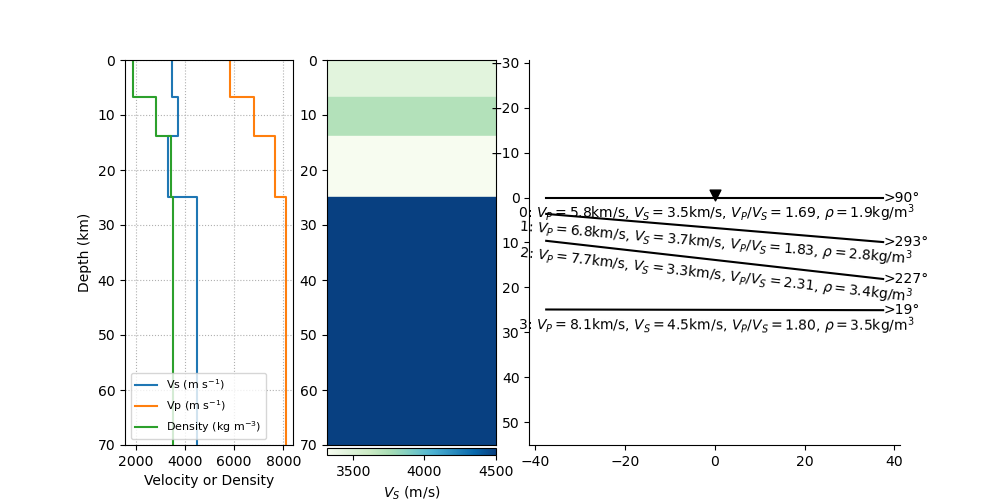 0
10
20
30
40
50
60
70
Depth (km)
2000 4000 6000 8000
Velocity or Density
Vs (m s⁻¹)
Vp (m s⁻¹)
Density (kg m⁻³)
0
10
20
30
40
50
60
70
3500 4000 4500
V_S (m/s)
−30
−20
−10
0
10
20
30
40
50
−40 −20 0 20 40
>90°
0: V_P = 5.8km/s, V_S = 3.5km/s, V_P/V_S = 1.69, ρ = 1.9kg/m³
>293°
1: V_P = 6.8km/s, V_S = 3.7km/s, V_P/V_S = 1.83, ρ = 2.8kg/m³
>227°
2: V_P = 7.7km/s, V_S = 3.3km/s, V_P/V_S = 2.31, ρ = 3.4kg/m³
>19°
3: V_P = 8.1km/s, V_S = 4.5km/s, V_P/V_S = 1.80, ρ = 3.5kg/m³